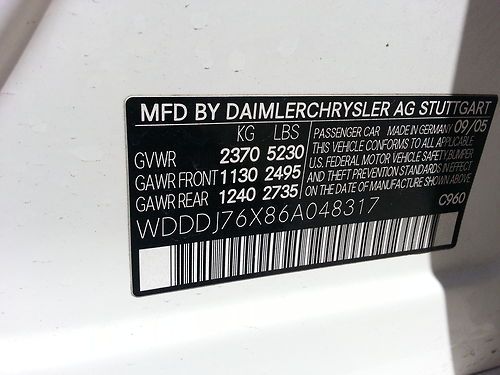 MFD BY DAIMLERCHRYSLER AG STUTTGART
KG LBS
GVWR 2370 5230
GAWR FRONT 1130 2495
GAWR REAR 1240 2735
PASSENGER CAR MADE IN GERMANY 09/05
THIS VEHICLE CONFORMS TO ALL APPLICABLE
U.S. FEDERAL MOTOR VEHICLE SAFETY, BUMPER
AND THEFT PREVENTION STANDARDS IN EFFECT
ON THE DATE OF MANUFACTURE SHOWN ABOVE.
WDDDJ76X86A048317
O960